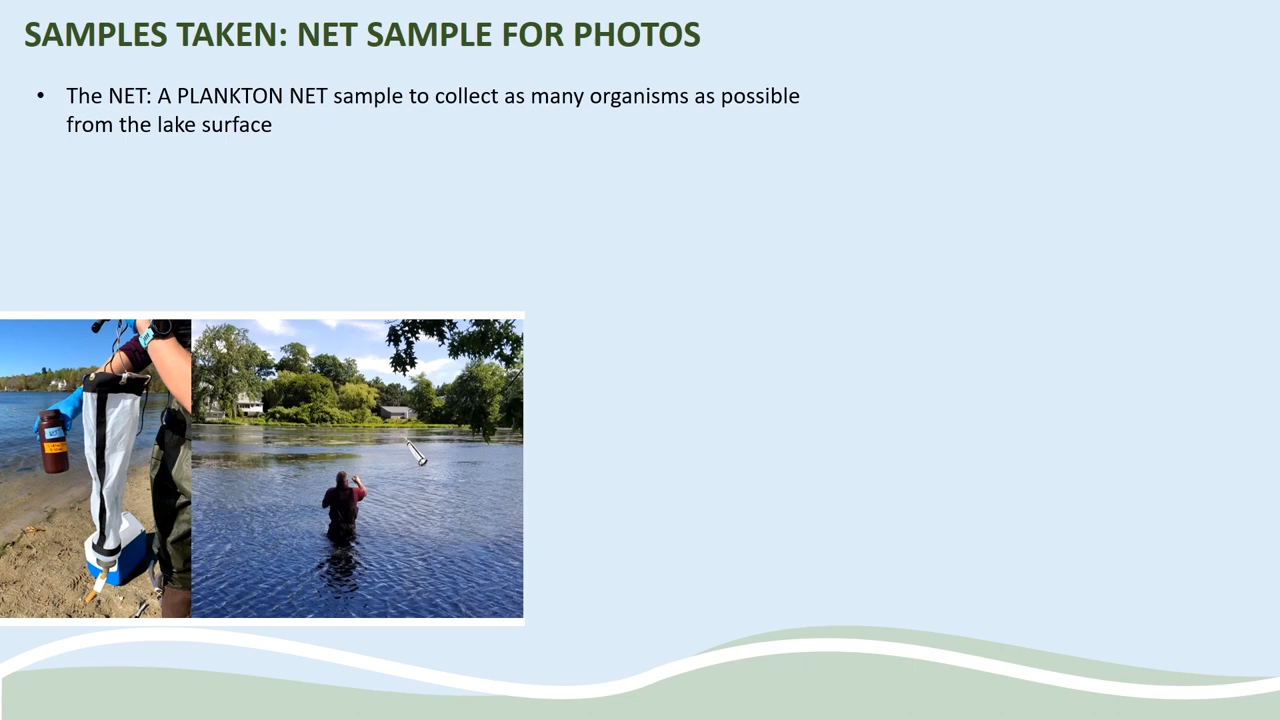 SAMPLES TAKEN: NET SAMPLE FOR PHOTOS
• The NET: A PLANKTON NET sample to collect as many organisms as possible
from the lake surface